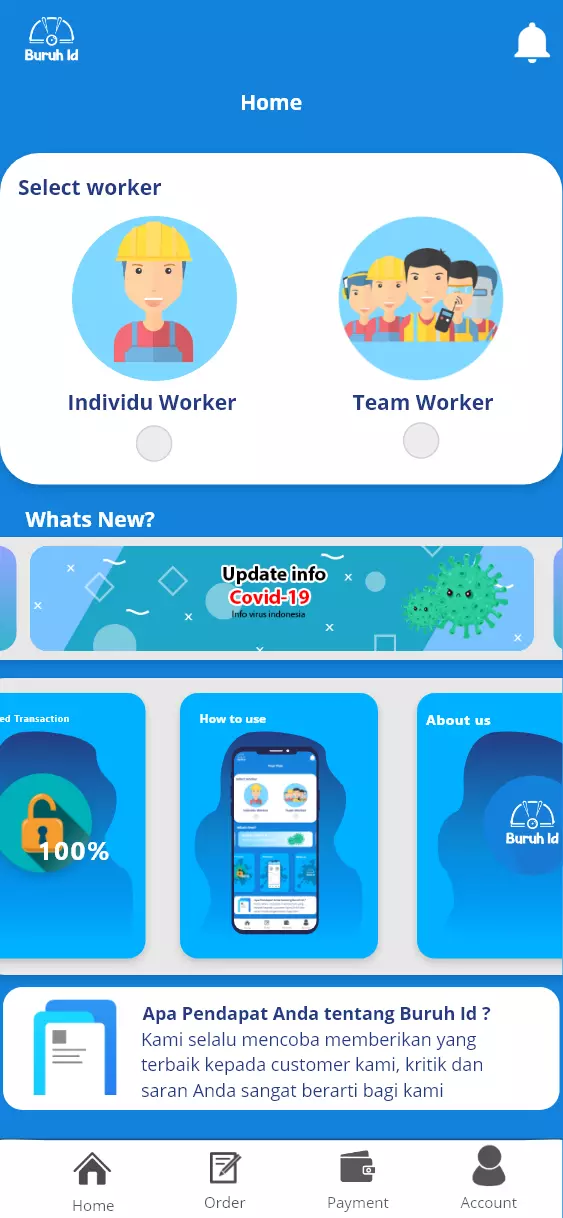 Buruh Id
Home
Select worker
Individu Worker
Team Worker
Whats New?
Update info
Covid-19
Info virus indonesia
ed Transaction
100%
How to use
Select worker
About us
Buruh Id
Apa Pendapat Anda tentang Buruh Id ?
Kami selalu mencoba memberikan yang
terbaik kepada customer kami, kritik dan
saran Anda sangat berarti bagi kami
Home
Order
Payment
Account